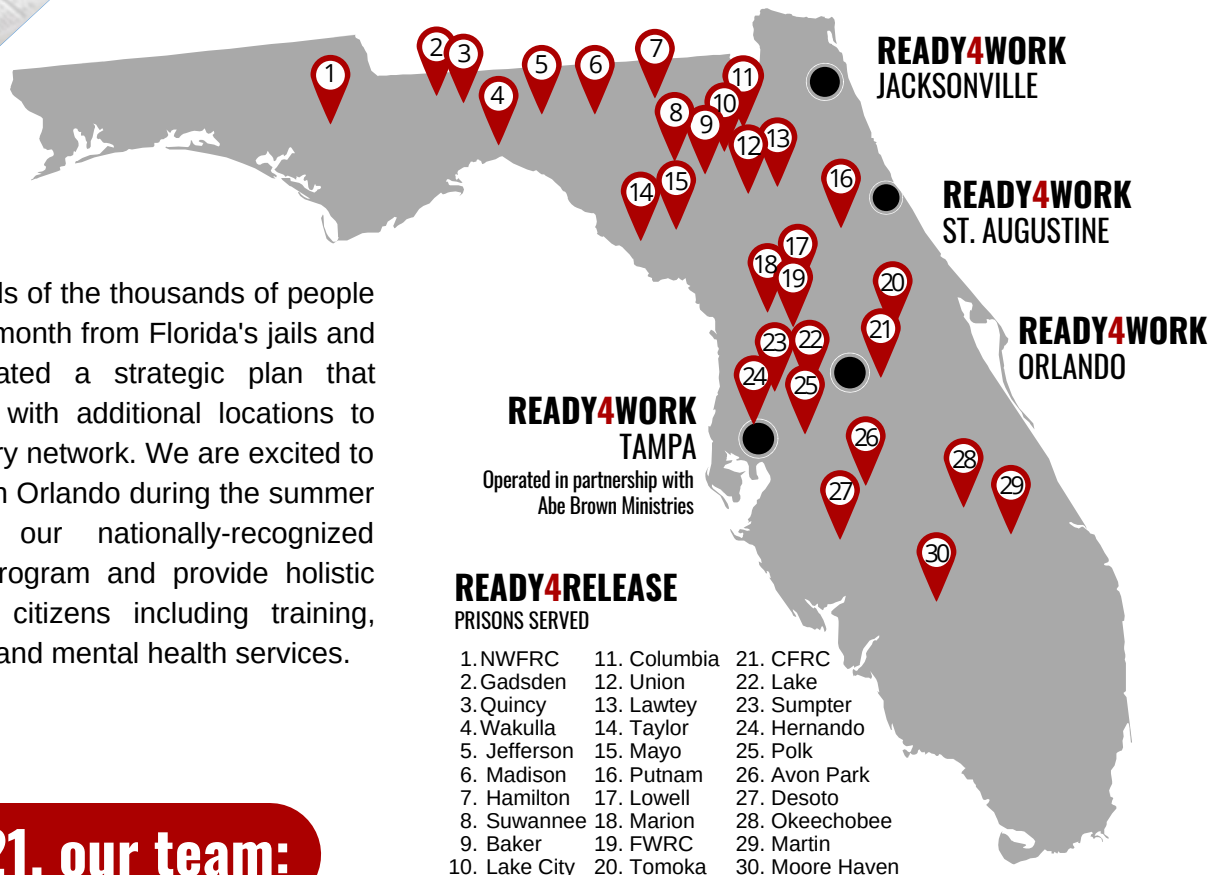 1
2
3
4
5
6
7
8
9
10
11
12
13
14
15
16
17
18
19
20
21
22
23
24
25
26
27
28
29
30
READY4WORK
JACKSONVILLE
READY4WORK
ST. AUGUSTINE
READY4WORK
ORLANDO
READY4WORK
TAMPA
Operated in partnership with
Abe Brown Ministries
of the thousands of people
month from Florida's jails and
a strategic plan that
with additional locations to
network. We are excited to
Orlando during the summer
our nationally-recognized
and provide holistic
citizens including training,
and mental health services.
READY4RELEASE
PRISONS SERVED
1. NWFRC
2. Gadsden
3. Quincy
4. Wakulla
5. Jefferson
6. Madison
7. Hamilton
8. Suwannee
9. Baker
10. Lake City
11. Columbia
12. Union
13. Lawtey
14. Taylor
15. Mayo
16. Putnam
17. Lowell
18. Marion
19. FWRC
20. Tomoka
21. CFRC
22. Lake
23. Sumpter
24. Hernando
25. Polk
26. Avon Park
27. Desoto
28. Okeechobee
29. Martin
30. Moore Haven
21, our team: